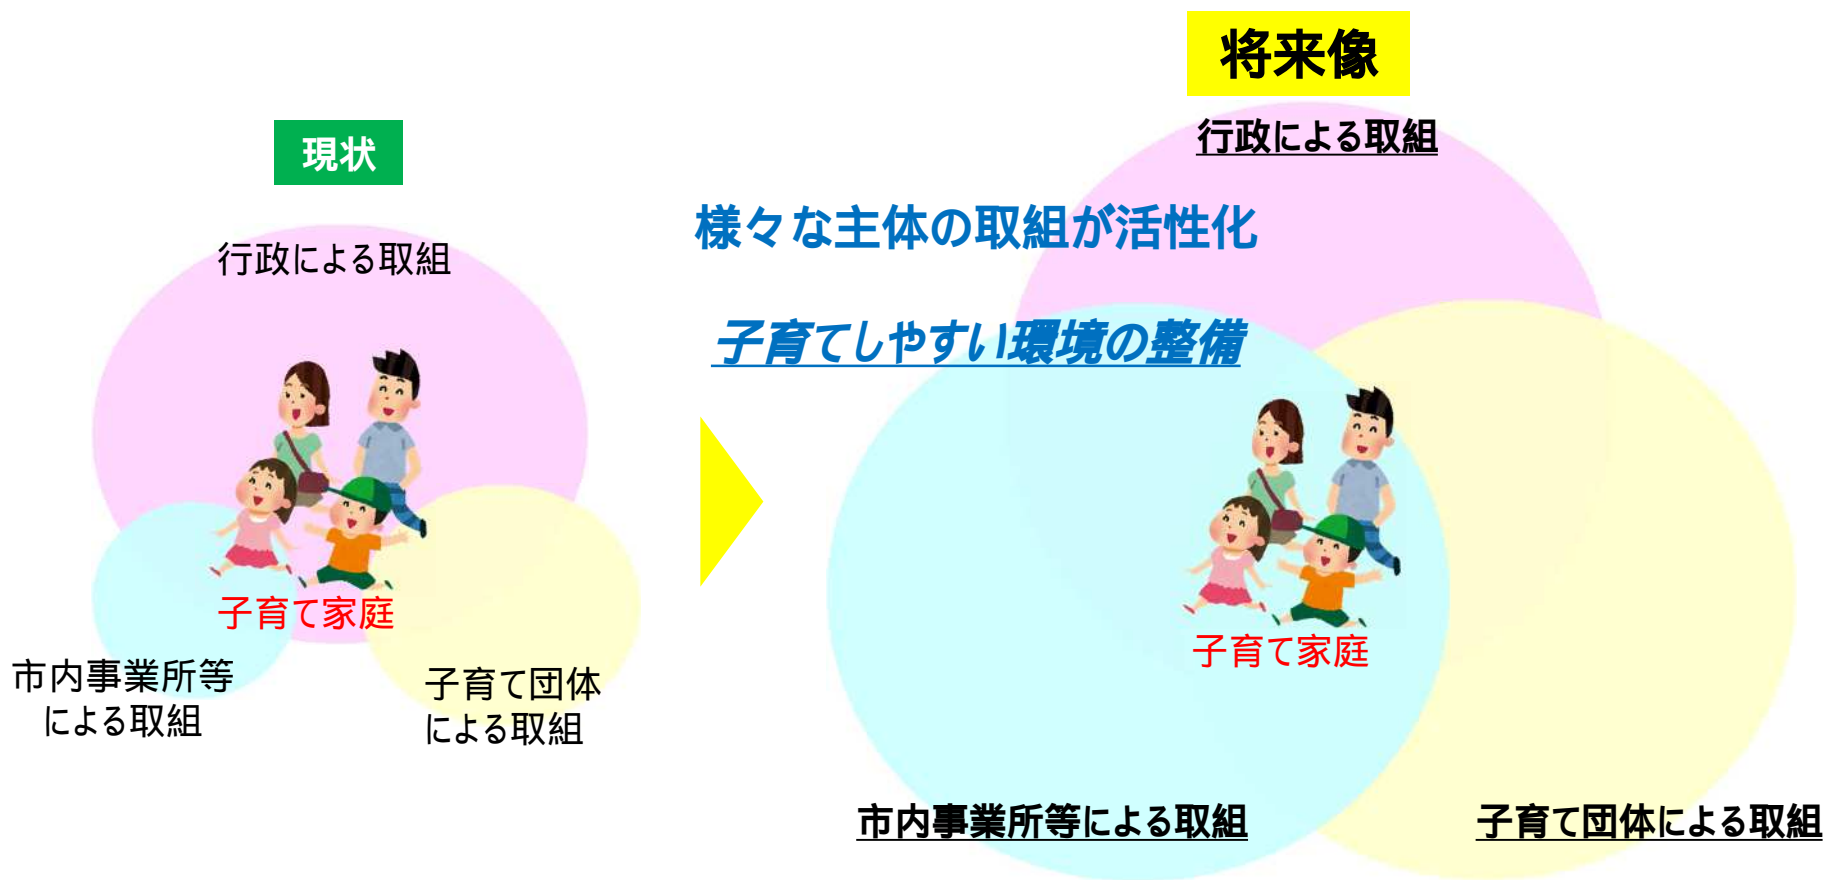 現状
行政による取組
子育て家庭
市内事業所等
による取組
子育て団体
による取組
様々な主体の取組が活性化
子育てしやすい環境の整備
将来像
行政による取組
子育て家庭
市内事業所等による取組
子育て団体による取組